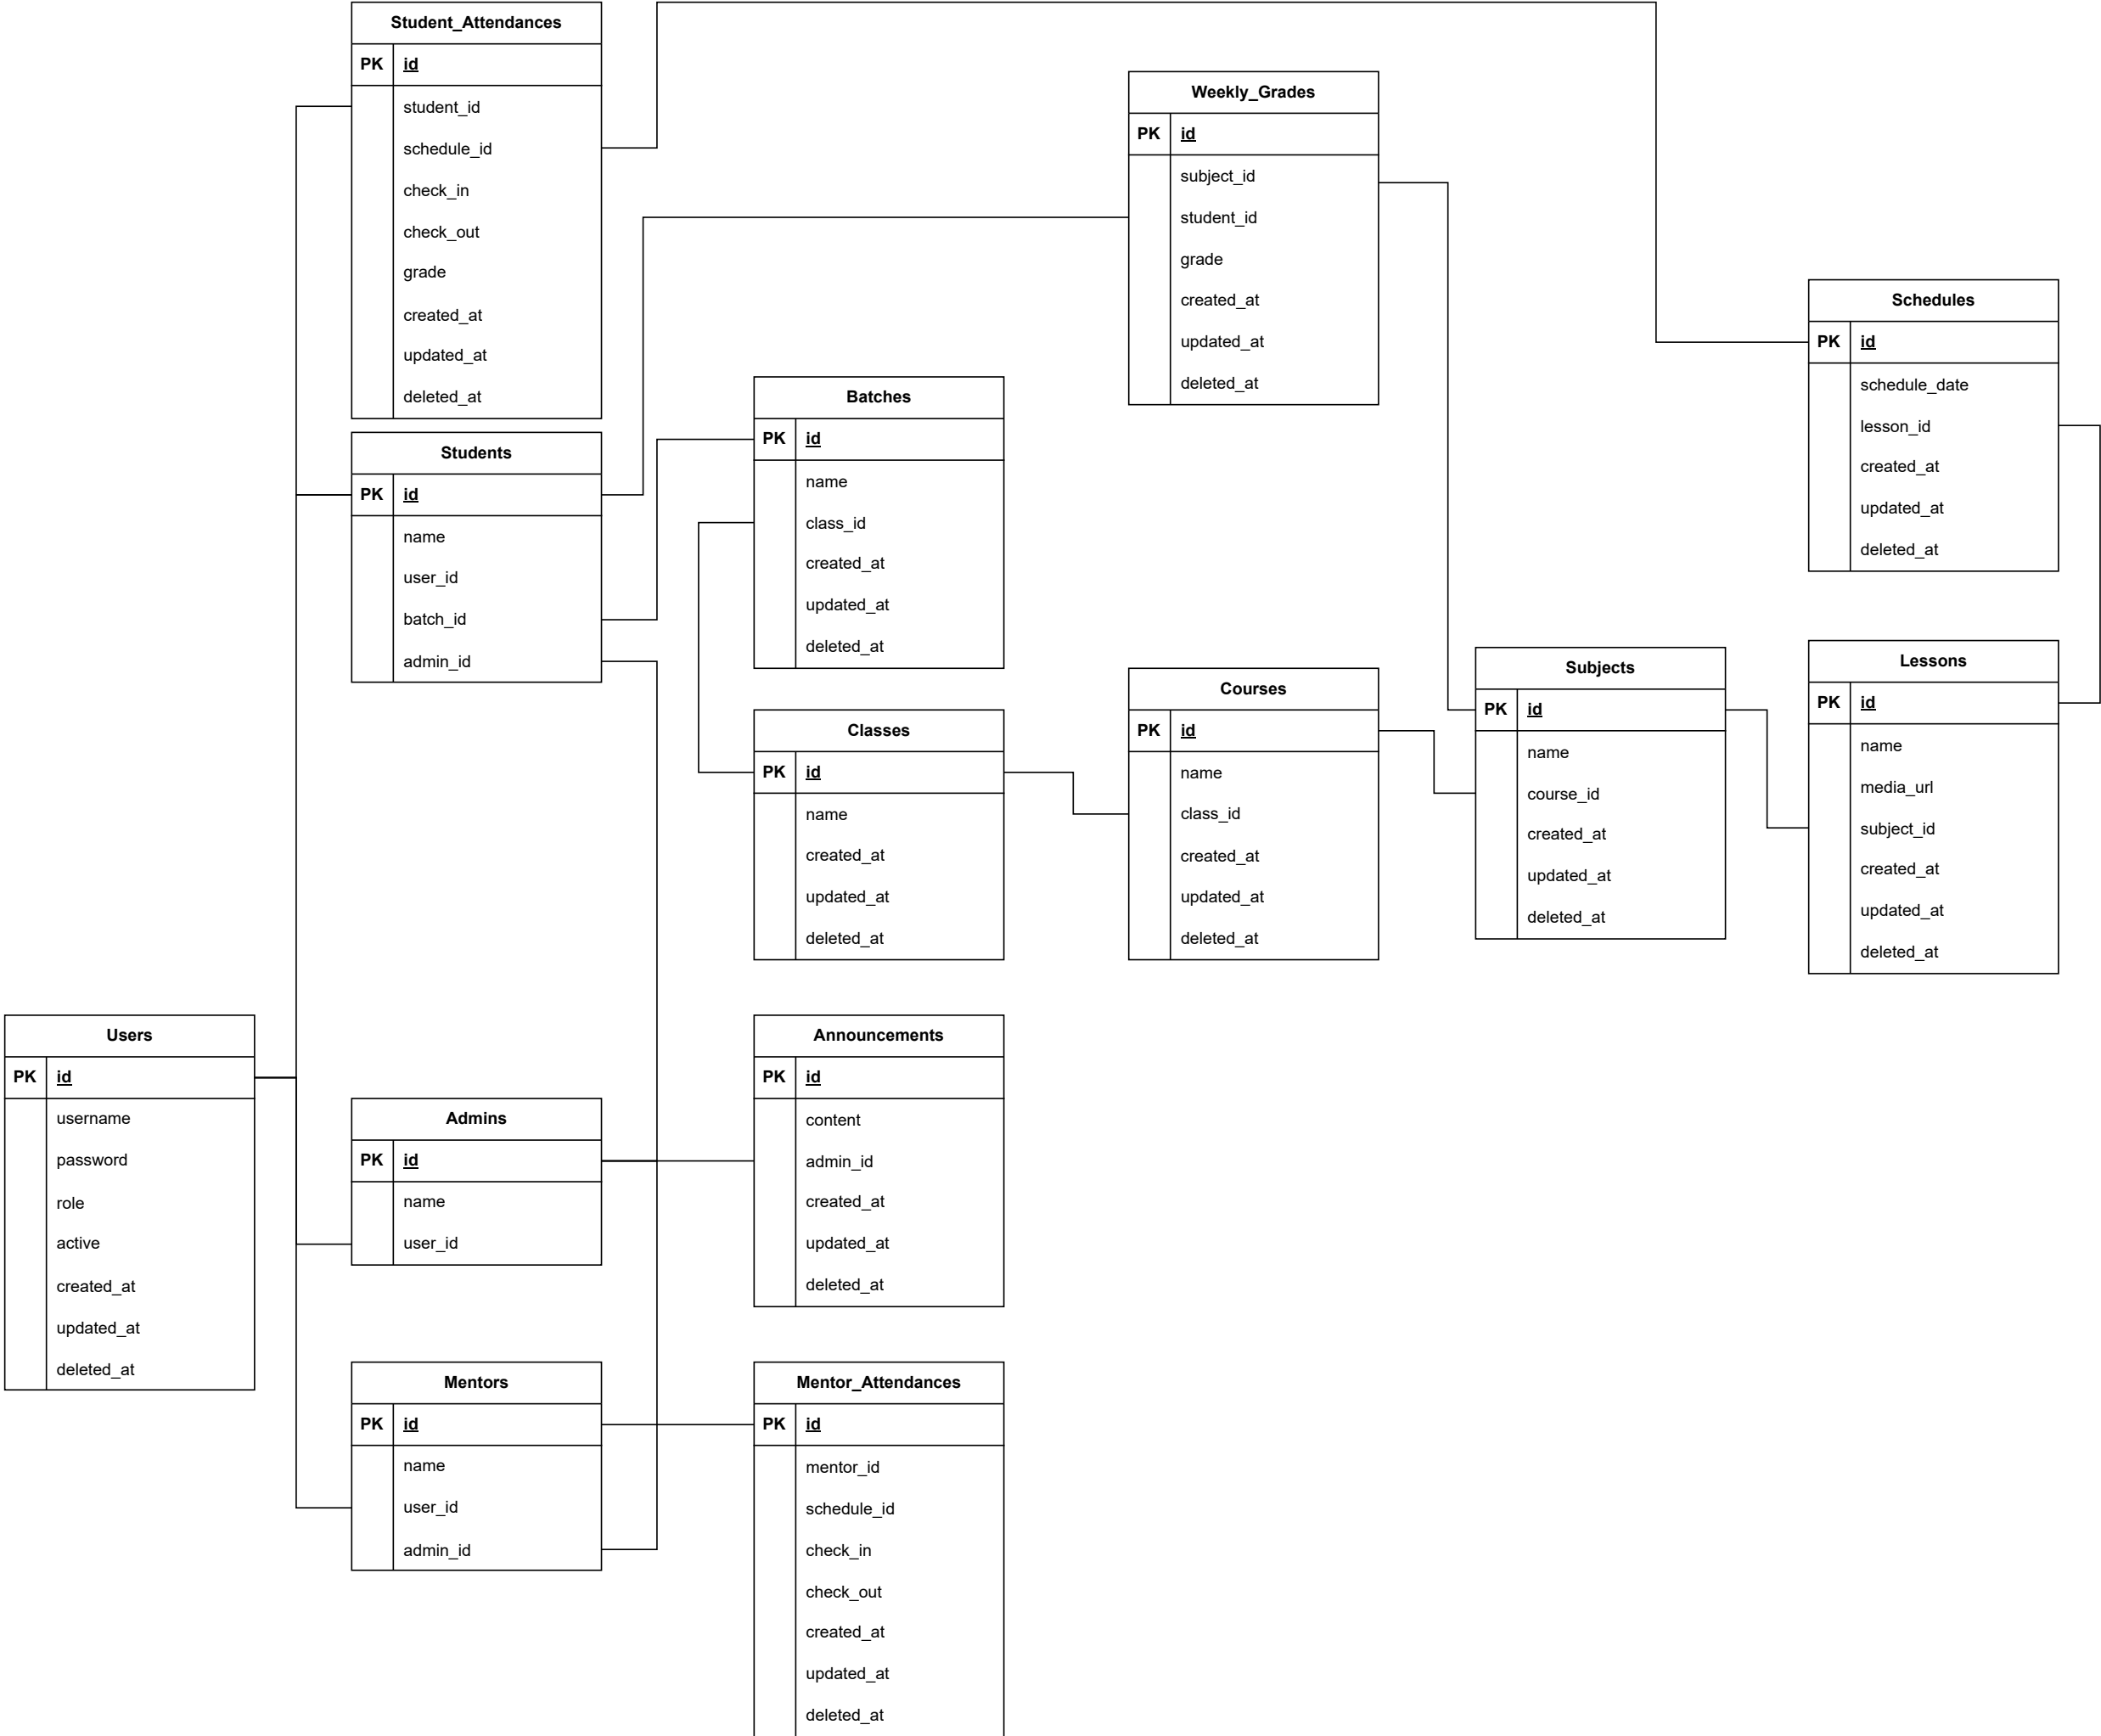 Student_Attendances
PK id
student_id
schedule_id
check_in
check_out
grade
created_at
updated_at
deleted_at
Weekly_Grades
PK id
subject_id
student_id
grade
created_at
updated_at
deleted_at
Schedules
PK id
schedule_date
lesson_id
created_at
updated_at
deleted_at
Batches
PK id
name
class_id
created_at
updated_at
deleted_at
Students
PK id
name
user_id
batch_id
admin_id
Classes
PK id
name
created_at
updated_at
deleted_at
Courses
PK id
name
class_id
created_at
updated_at
deleted_at
Subjects
PK id
name
course_id
created_at
updated_at
deleted_at
Lessons
PK id
name
media_url
subject_id
created_at
updated_at
deleted_at
Users
PK id
username
password
role
active
created_at
updated_at
deleted_at
Admins
PK id
name
user_id
Announcements
PK id
content
admin_id
created_at
updated_at
deleted_at
Mentors
PK id
name
user_id
admin_id
Mentor_Attendances
PK id
mentor_id
schedule_id
check_in
check_out
created_at
updated_at
deleted_at